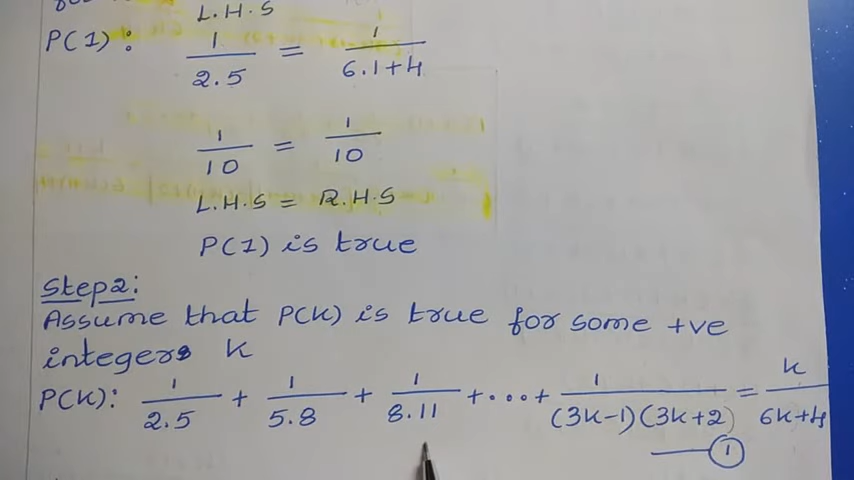 L.H.S
P(1): 1/2.5 = 1/6.1+4
1/10 = 1/10
L.H.S = R.H.S
P(1) is true
Step2:
Assume that P(K) is true for some +ve
integers K
P(K): 1/2.5 + 1/5.8 + 1/8.11 +...+ 1/(3K-1)(3K+2) = K/6K+4
1